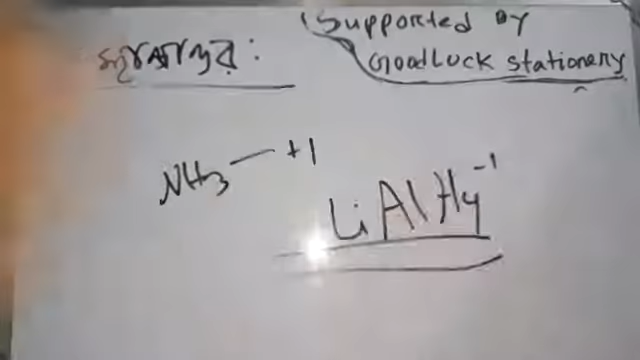 Supported by
GoodLuck stationery
NH₃ — +1
LiAlH₄⁻¹